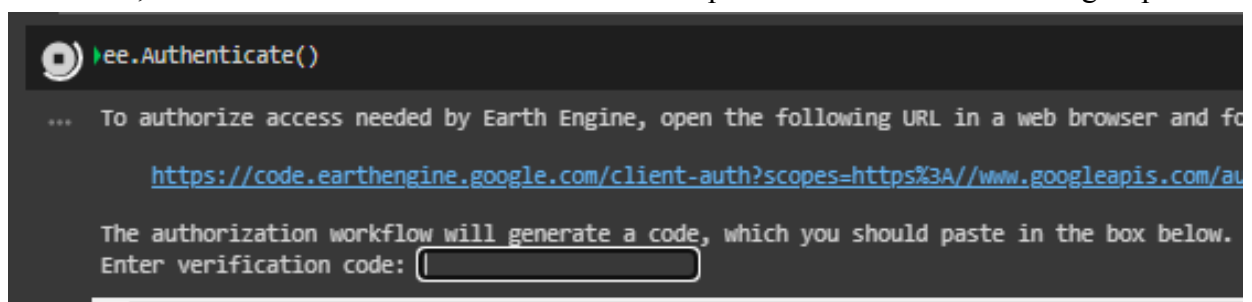 ee.Authenticate()
... To authorize access needed by Earth Engine, open the following URL in a web browser and
https://code.earthengine.google.com/client-auth?scopes=https%3A//www.googleapis.com/au
The authorization workflow will generate a code, which you should paste in the box below.
Enter verification code: